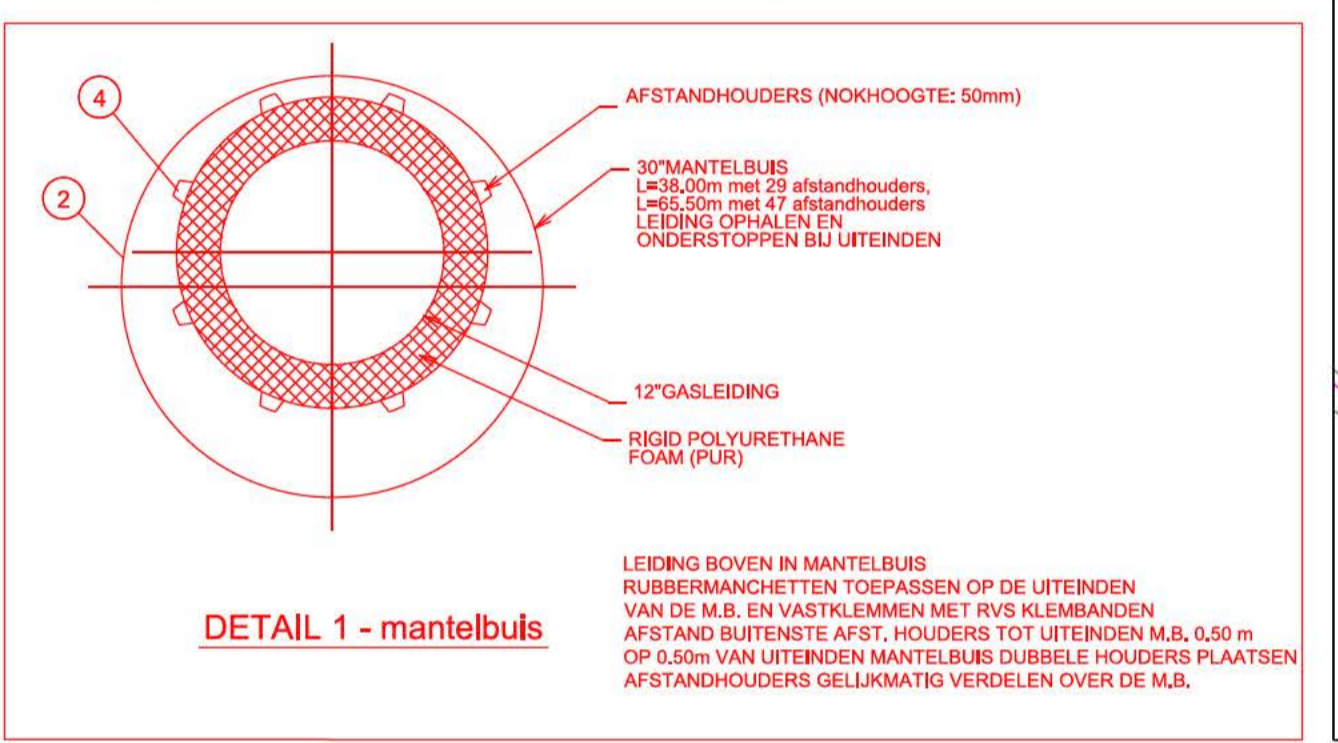 4
2
AFSTANDHOUDERS (NOKHOOGTE: 50mm)
30"MANTELBUIS
L=38.00m met 29 afstandhouders,
L=65.50m met 47 afstandhouders
LEIDING OPHALEN EN
ONDERSTOPPEN BIJ UITEINDEN
12"GASLEIDING
RIGID POLYURETHANE
FOAM (PUR)
DETAIL 1 - mantelbuis
LEIDING BOVEN IN MANTELBUIS
RUBBERMANCHETTEN TOEPASSEN OP DE UITEINDEN
VAN DE M.B. EN VASTKLEMMEN MET RVS KLEMBANDEN
AFSTAND BUITENSTE AFST. HOUDERS TOT UITEINDEN M.B. 0.50 m
OP 0.50m VAN UITEINDEN MANTELBUIS DUBBELE HOUDERS PLAATSEN
AFSTANDHOUDERS GELIJKMATIG VERDELEN OVER DE M.B.